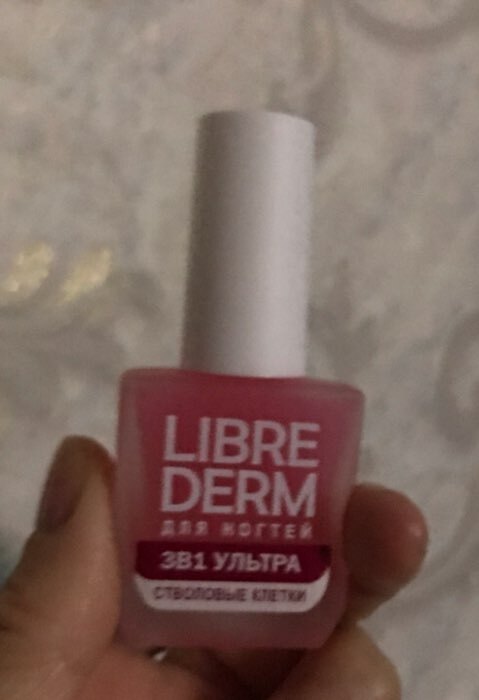 LIBRE
DERM
ДЛЯ НОГТЕЙ
3В1 УЛЬТРА
СТВОЛОВЫЕ КЛЕТКИ